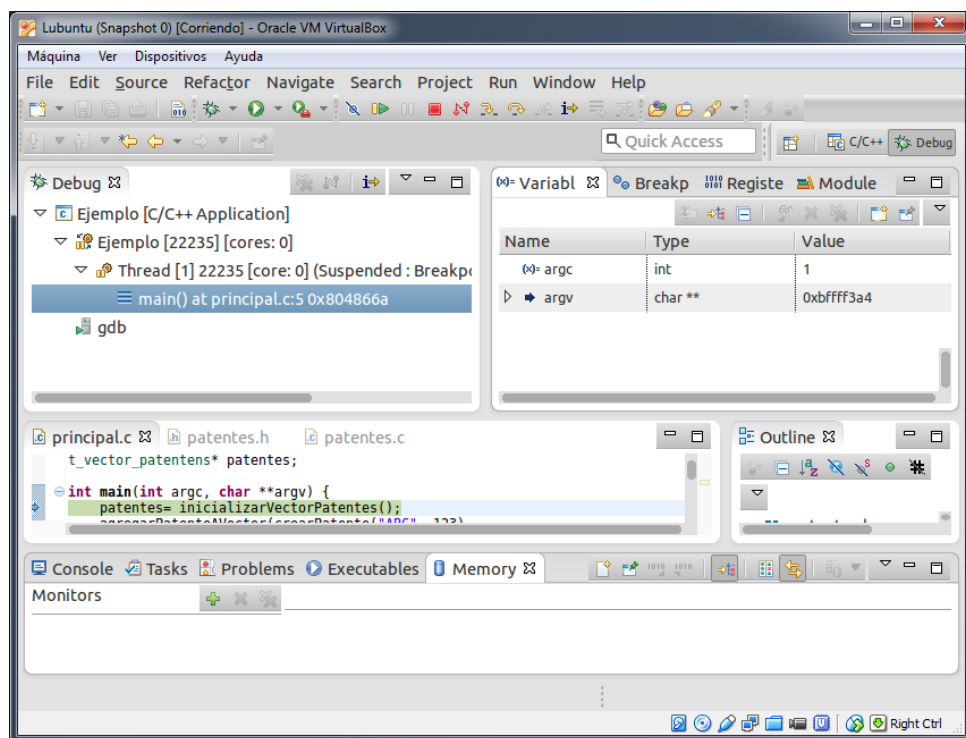 Lubuntu (Snapshot 0) [Corriendo] - Oracle VM VirtualBox
Máquina Ver Dispositivos Ayuda
File Edit Source Refactor Navigate Search Project Run Window Help
Quick Access
C/C++ Debug
Debug
Ejemplo [C/C++ Application]
Ejemplo [22235] [cores: 0]
Thread [1] 22235 [core: 0] (Suspended : Breakpo
main() at principal.c:5 0x804866a
gdb
(x)= Variabl Breakp Registe Module
Name Type Value
(x)= argc int 1
argv char ** 0xbffff3a4
principal.c patentes.h patentes.c
t_vector_patentens* patentes;
int main(int argc, char **argv) {
patentes= inicializarVectorPatentes();
agregarPatenteAVector(crearPatente("ABC", 123)
Outline
Console Tasks Problems Executables Memory
Monitors
Right Ctrl